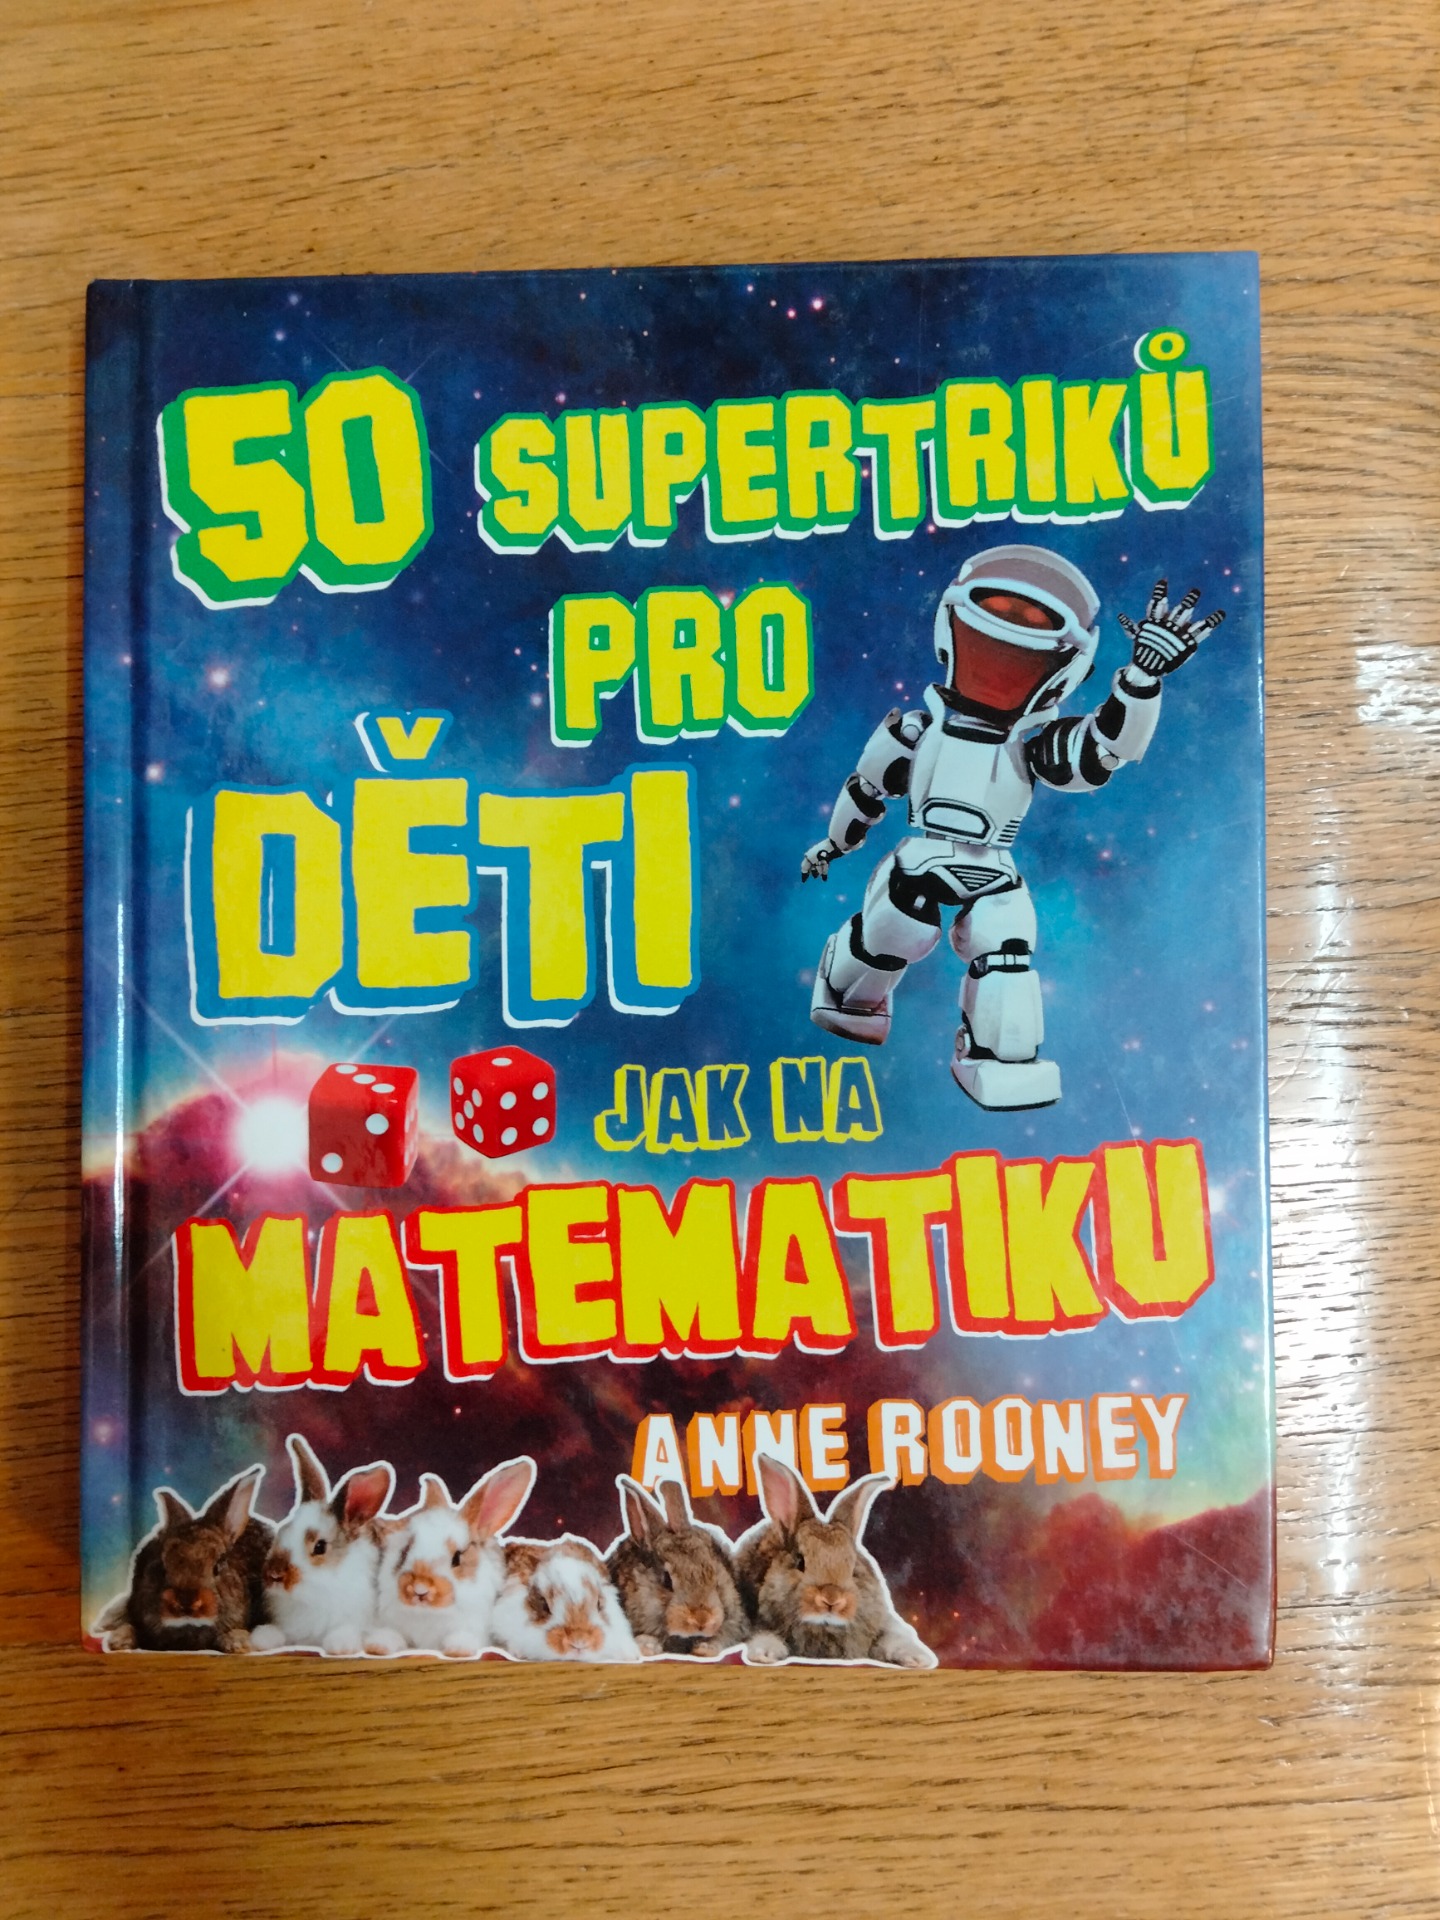 50 SUPERTRIKŮ
PRO
DĚTI
JAK NA
MATEMATIKU
ANNE ROONEY